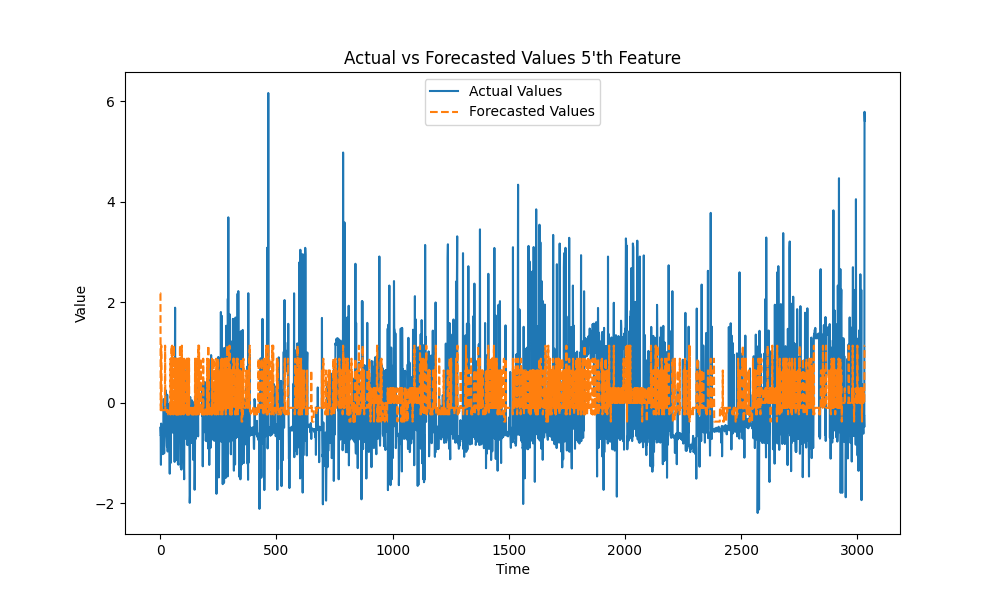 Actual vs Forecasted Values 5'th Feature
Actual Values
Forecasted Values
Value
6
4
2
0
−2
0 500 1000 1500 2000 2500 3000
Time